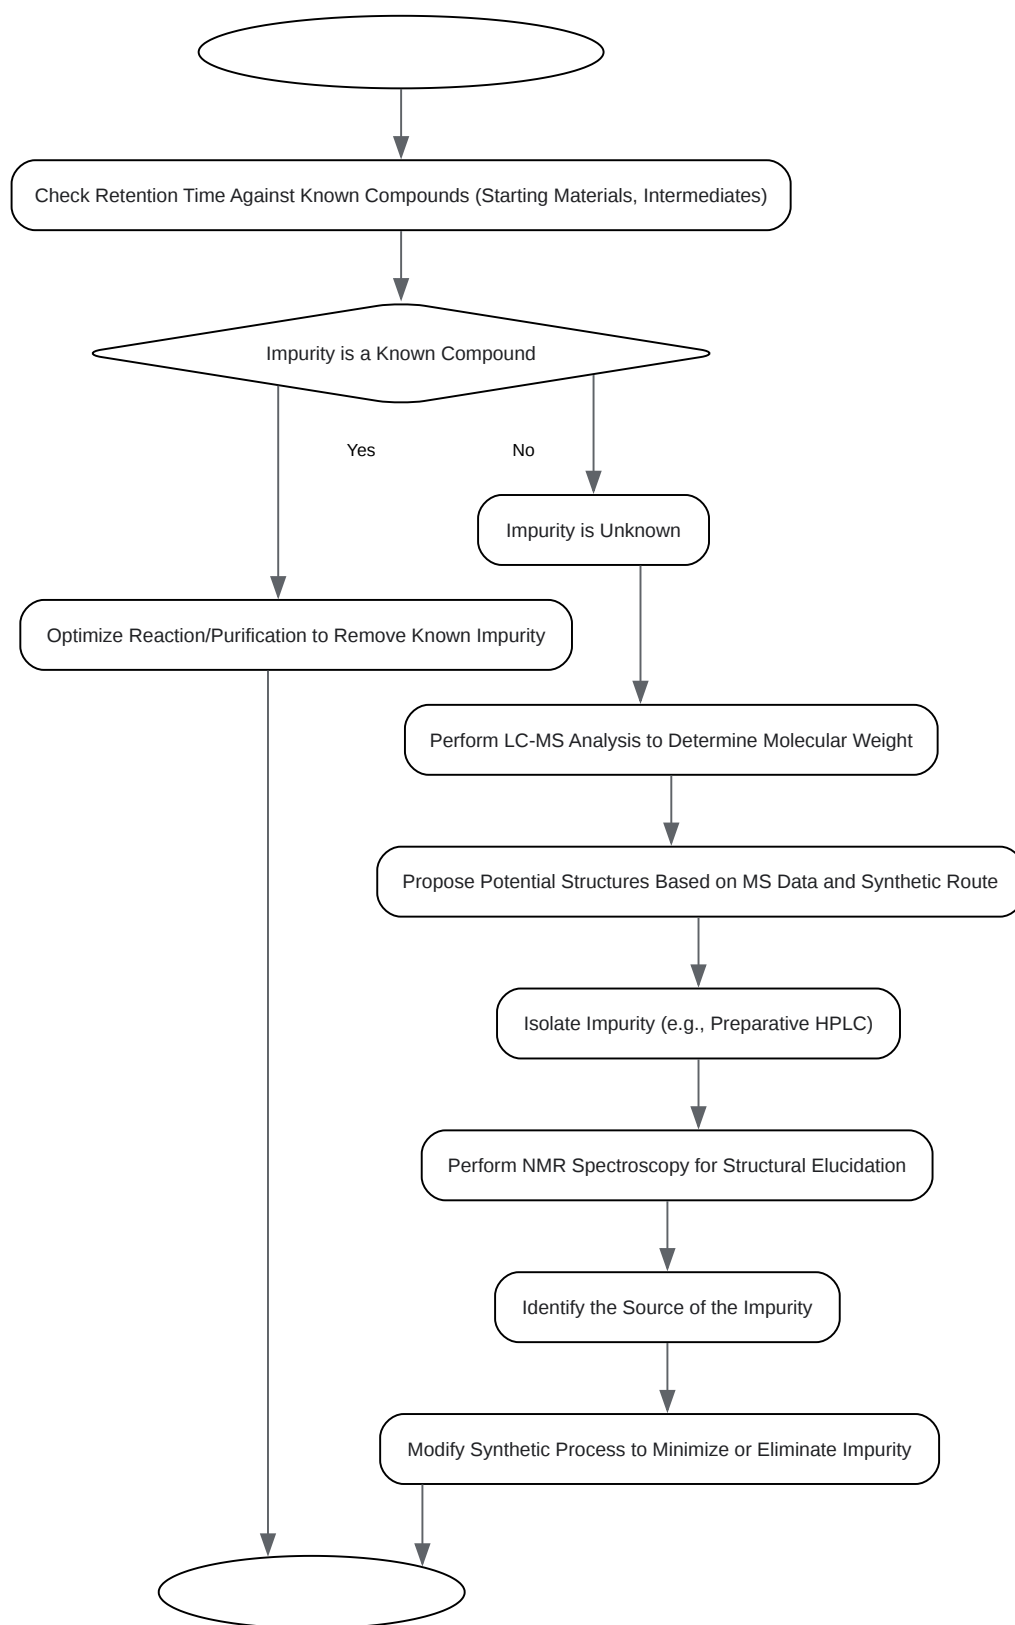 Check Retention Time Against Known Compounds (Starting Materials, Intermediates)
Impurity is a Known Compound
Yes
No
Impurity is Unknown
Optimize Reaction/Purification to Remove Known Impurity
Perform LC-MS Analysis to Determine Molecular Weight
Propose Potential Structures Based on MS Data and Synthetic Route
Isolate Impurity (e.g., Preparative HPLC)
Perform NMR Spectroscopy for Structural Elucidation
Identify the Source of the Impurity
Modify Synthetic Process to Minimize or Eliminate Impurity